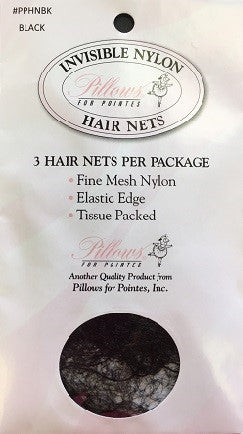 #PPHNBK
BLACK
INVISIBLE NYLON
Pillows
FOR POINTES
HAIR NETS
3 HAIR NETS PER PACKAGE
• Fine Mesh Nylon
• Elastic Edge
• Tissue Packed
Pillows
FOR POINTES
Another Quality Product from
Pillows for Pointes, Inc.